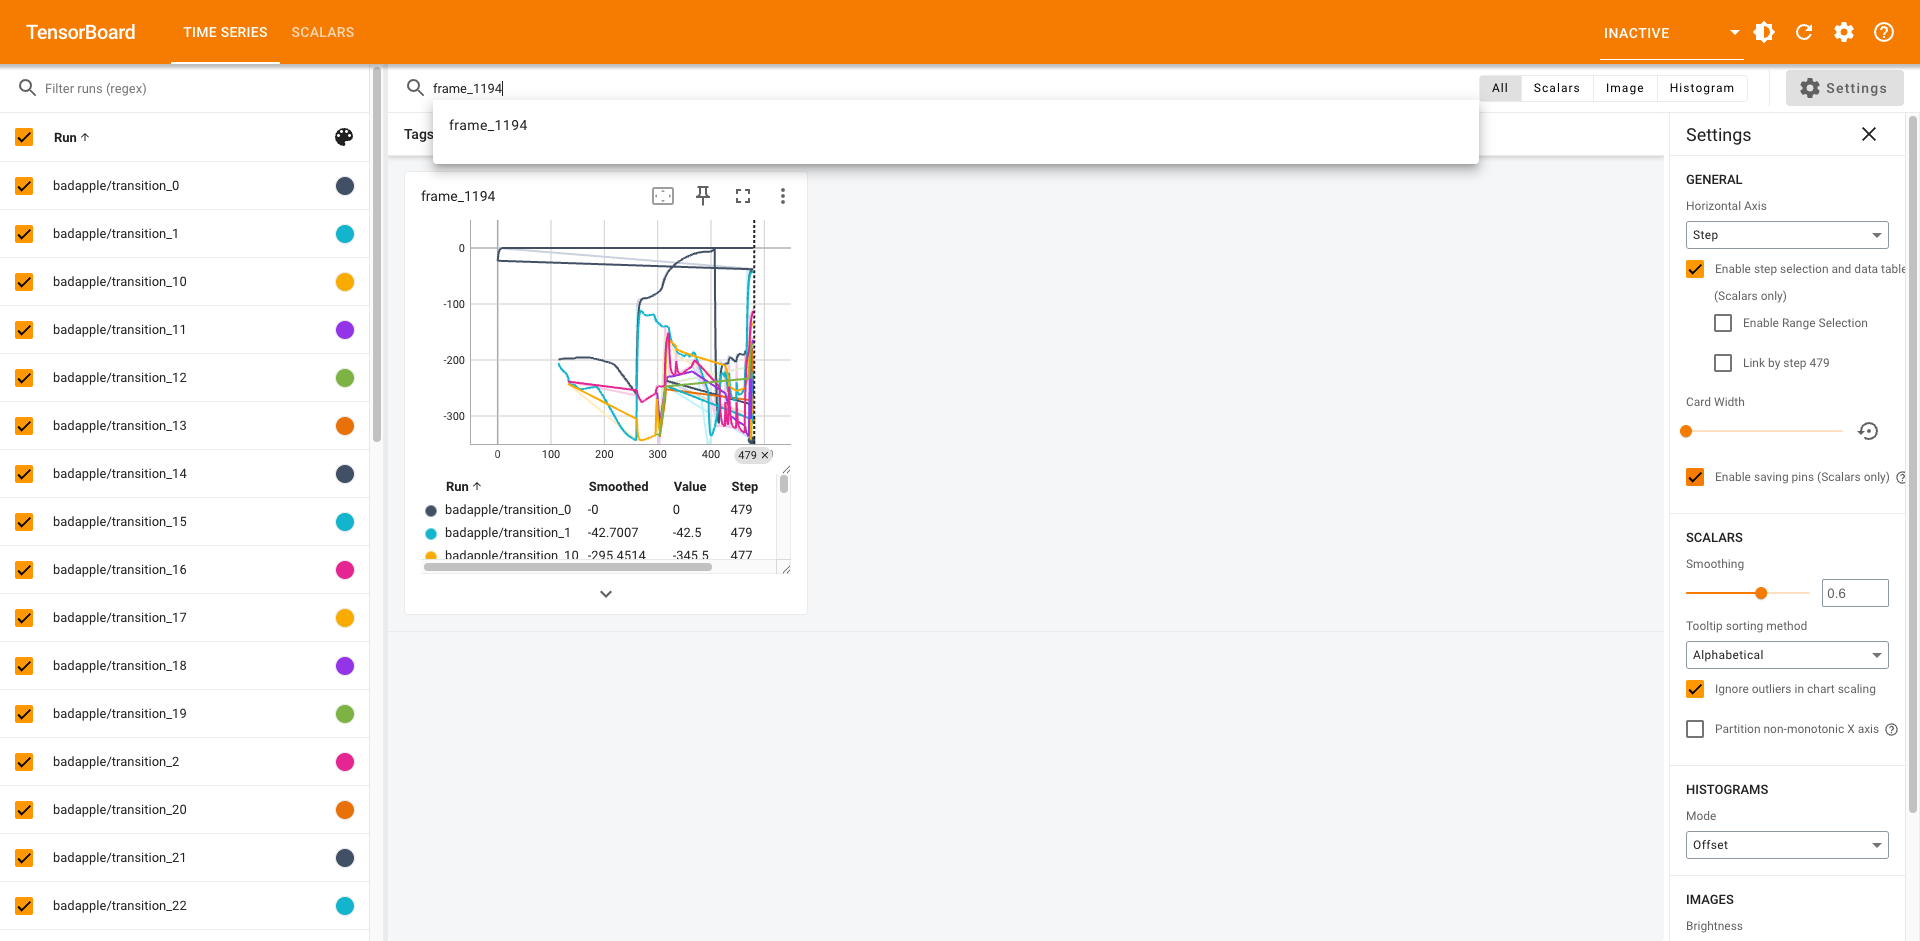 TensorBoard
TIME SERIES
SCALARS
INACTIVE
Filter runs (regex)
Run
badapple/transition_0
badapple/transition_1
badapple/transition_10
badapple/transition_11
badapple/transition_12
badapple/transition_13
badapple/transition_14
badapple/transition_15
badapple/transition_16
badapple/transition_17
badapple/transition_18
badapple/transition_19
badapple/transition_2
badapple/transition_20
badapple/transition_21
badapple/transition_22
frame_1194
All
Scalars
Image
Histogram
Settings
Tags
frame_1194
frame_1194
0
-100
-200
-300
0
100
200
300
400
479
Run Smoothed Value Step
badapple/transition_0 -0 0 479
badapple/transition_1 -42.7007 -42.5 479
badapple/transition_10 -295.4514 -345.5 477
Settings
GENERAL
Horizontal Axis
Step
Enable step selection and data table
(Scalars only)
Enable Range Selection
Link by step 479
Card Width
Enable saving pins (Scalars only)
SCALARS
Smoothing
0.6
Tooltip sorting method
Alphabetical
Ignore outliers in chart scaling
Partition non-monotonic X axis
HISTOGRAMS
Mode
Offset
IMAGES
Brightness